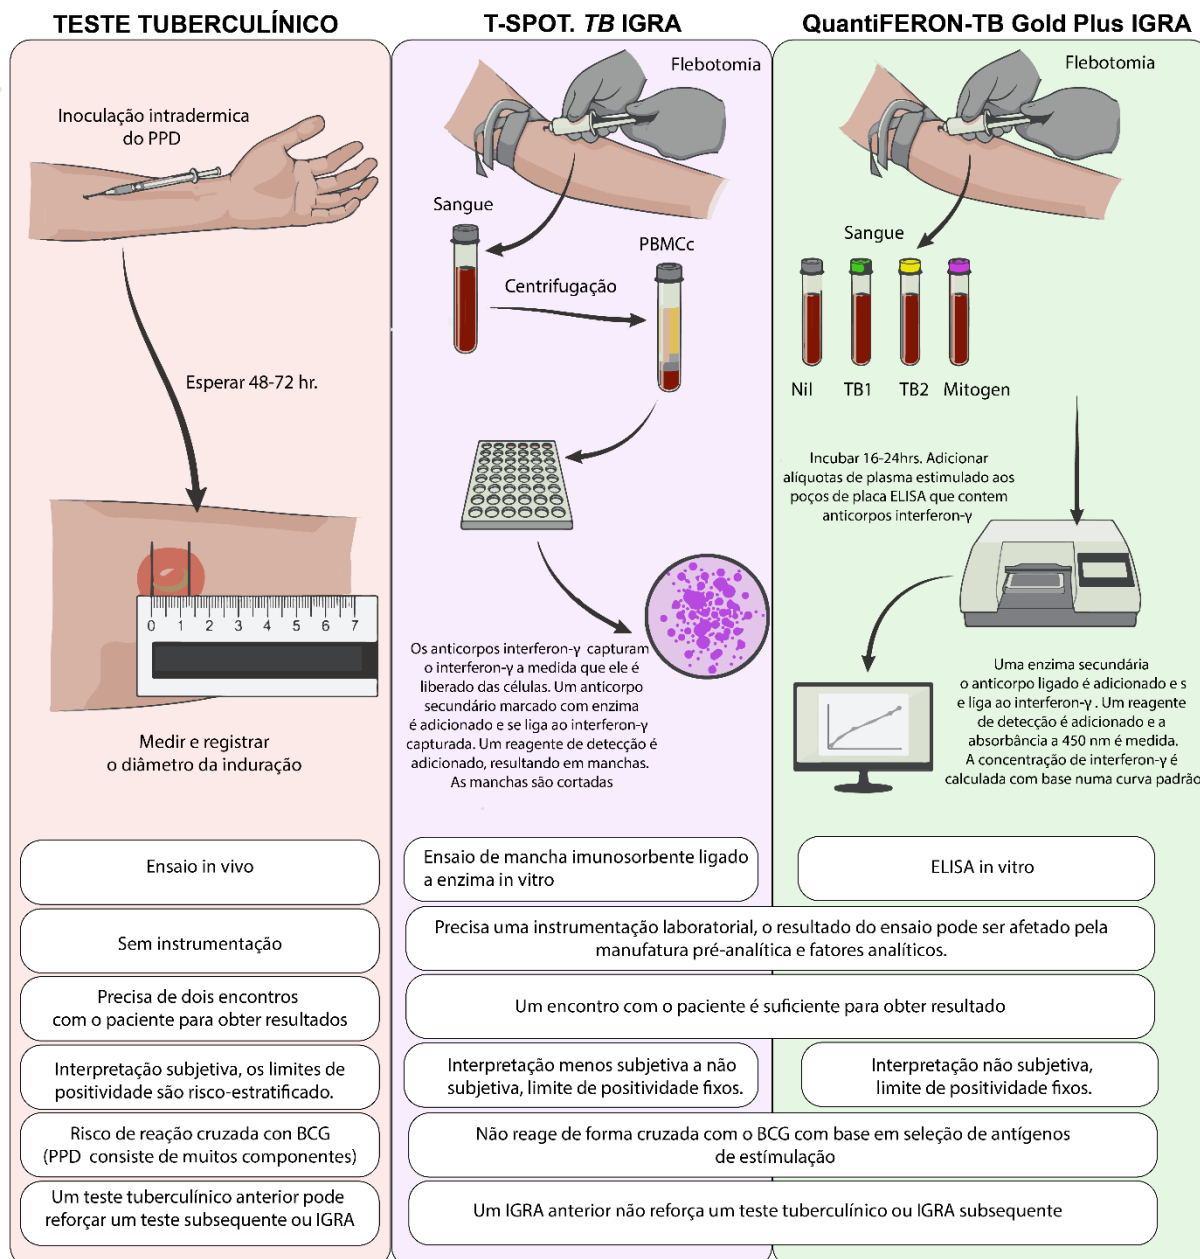 TESTE TUBERCULÍNICO
Inoculação intradermica
do PPD
Esperar 48-72 hr.
0 1 2 3 4 5 6 7
Medir e registrar
o diâmetro da induração
Ensaio in vivo
Sem instrumentação
Precisa de dois encontros
com o paciente para obter resultados
Interpretação subjetiva, os limites de
positividade são risco-estratificado.
Risco de reação cruzada con BCG
(PPD consiste de muitos componentes)
Um teste tuberculínico anterior pode
reforçar um teste subsequente ou IGRA
T-SPOT. TB IGRA
Flebotomia
Sangue
PBMCc
Centrifugação
Os anticorpos interferon-γ capturam
o interferon-γ a medida que ele é
liberado das células. Um anticorpo
secundário marcado com enzima
é adicionado e se liga ao interferon-γ
capturada. Um reagente de detecção é
adicionado, resultando em manchas.
As manchas são cortadas
Ensaio de mancha imunosorbente ligado
a enzima in vitro
QuantiFERON-TB Gold Plus IGRA
Flebotomia
Sangue
Nil TB1 TB2 Mitogen
Incubar 16-24hrs. Adicionar
alíquotas de plasma estimulado aos
poços de placa ELISA que contem
anticorpos interferon-γ
Uma enzima secundária
o anticorpo ligado é adicionado e s
e liga ao interferon-γ . Um reagente
de detecção é adicionado e a
absorbância a 450 nm é medida.
A concentração de interferon-γ é
calculada com base numa curva padrão
ELISA in vitro
Precisa uma instrumentação laboratorial, o resultado do ensaio pode ser afetado pela
manufatura pré-analítica e fatores analíticos.
Um encontro com o paciente é suficiente para obter resultado
Interpretação menos subjetiva a não
subjetiva, limite de positividade fixos.
Interpretação não subjetiva,
limite de positividade fixos.
Não reage de forma cruzada com o BCG com base em seleção de antígenos
de estímulação
Um IGRA anterior não reforça um teste tuberculínico ou IGRA subsequente